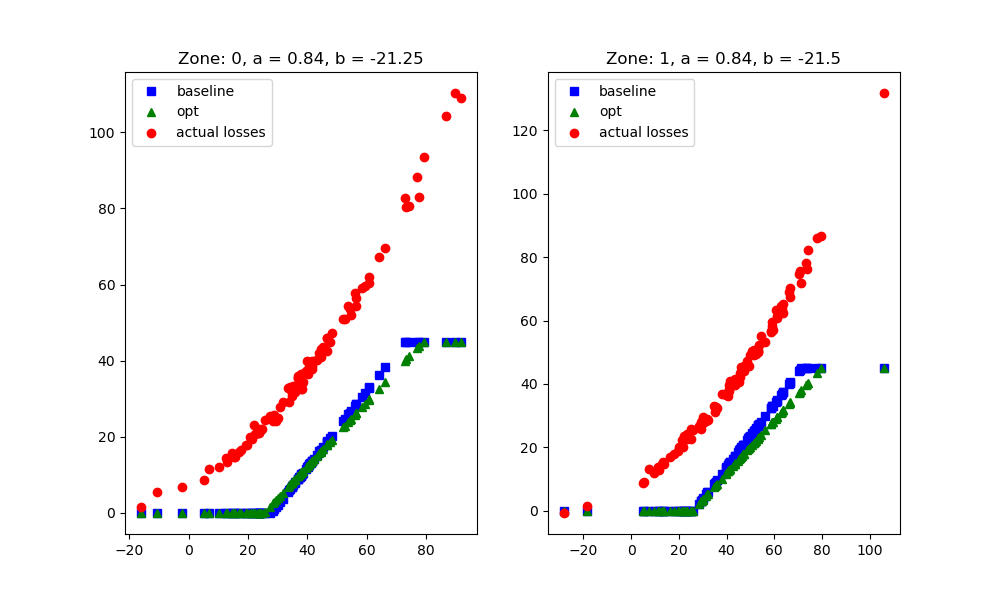 Zone: 0, a = 0.84, b = -21.25
baseline
opt
actual losses
100
80
60
40
20
0
−20 0 20 40 60 80
Zone: 1, a = 0.84, b = -21.5
baseline
opt
actual losses
120
100
80
60
40
20
0
−20 0 20 40 60 80 100